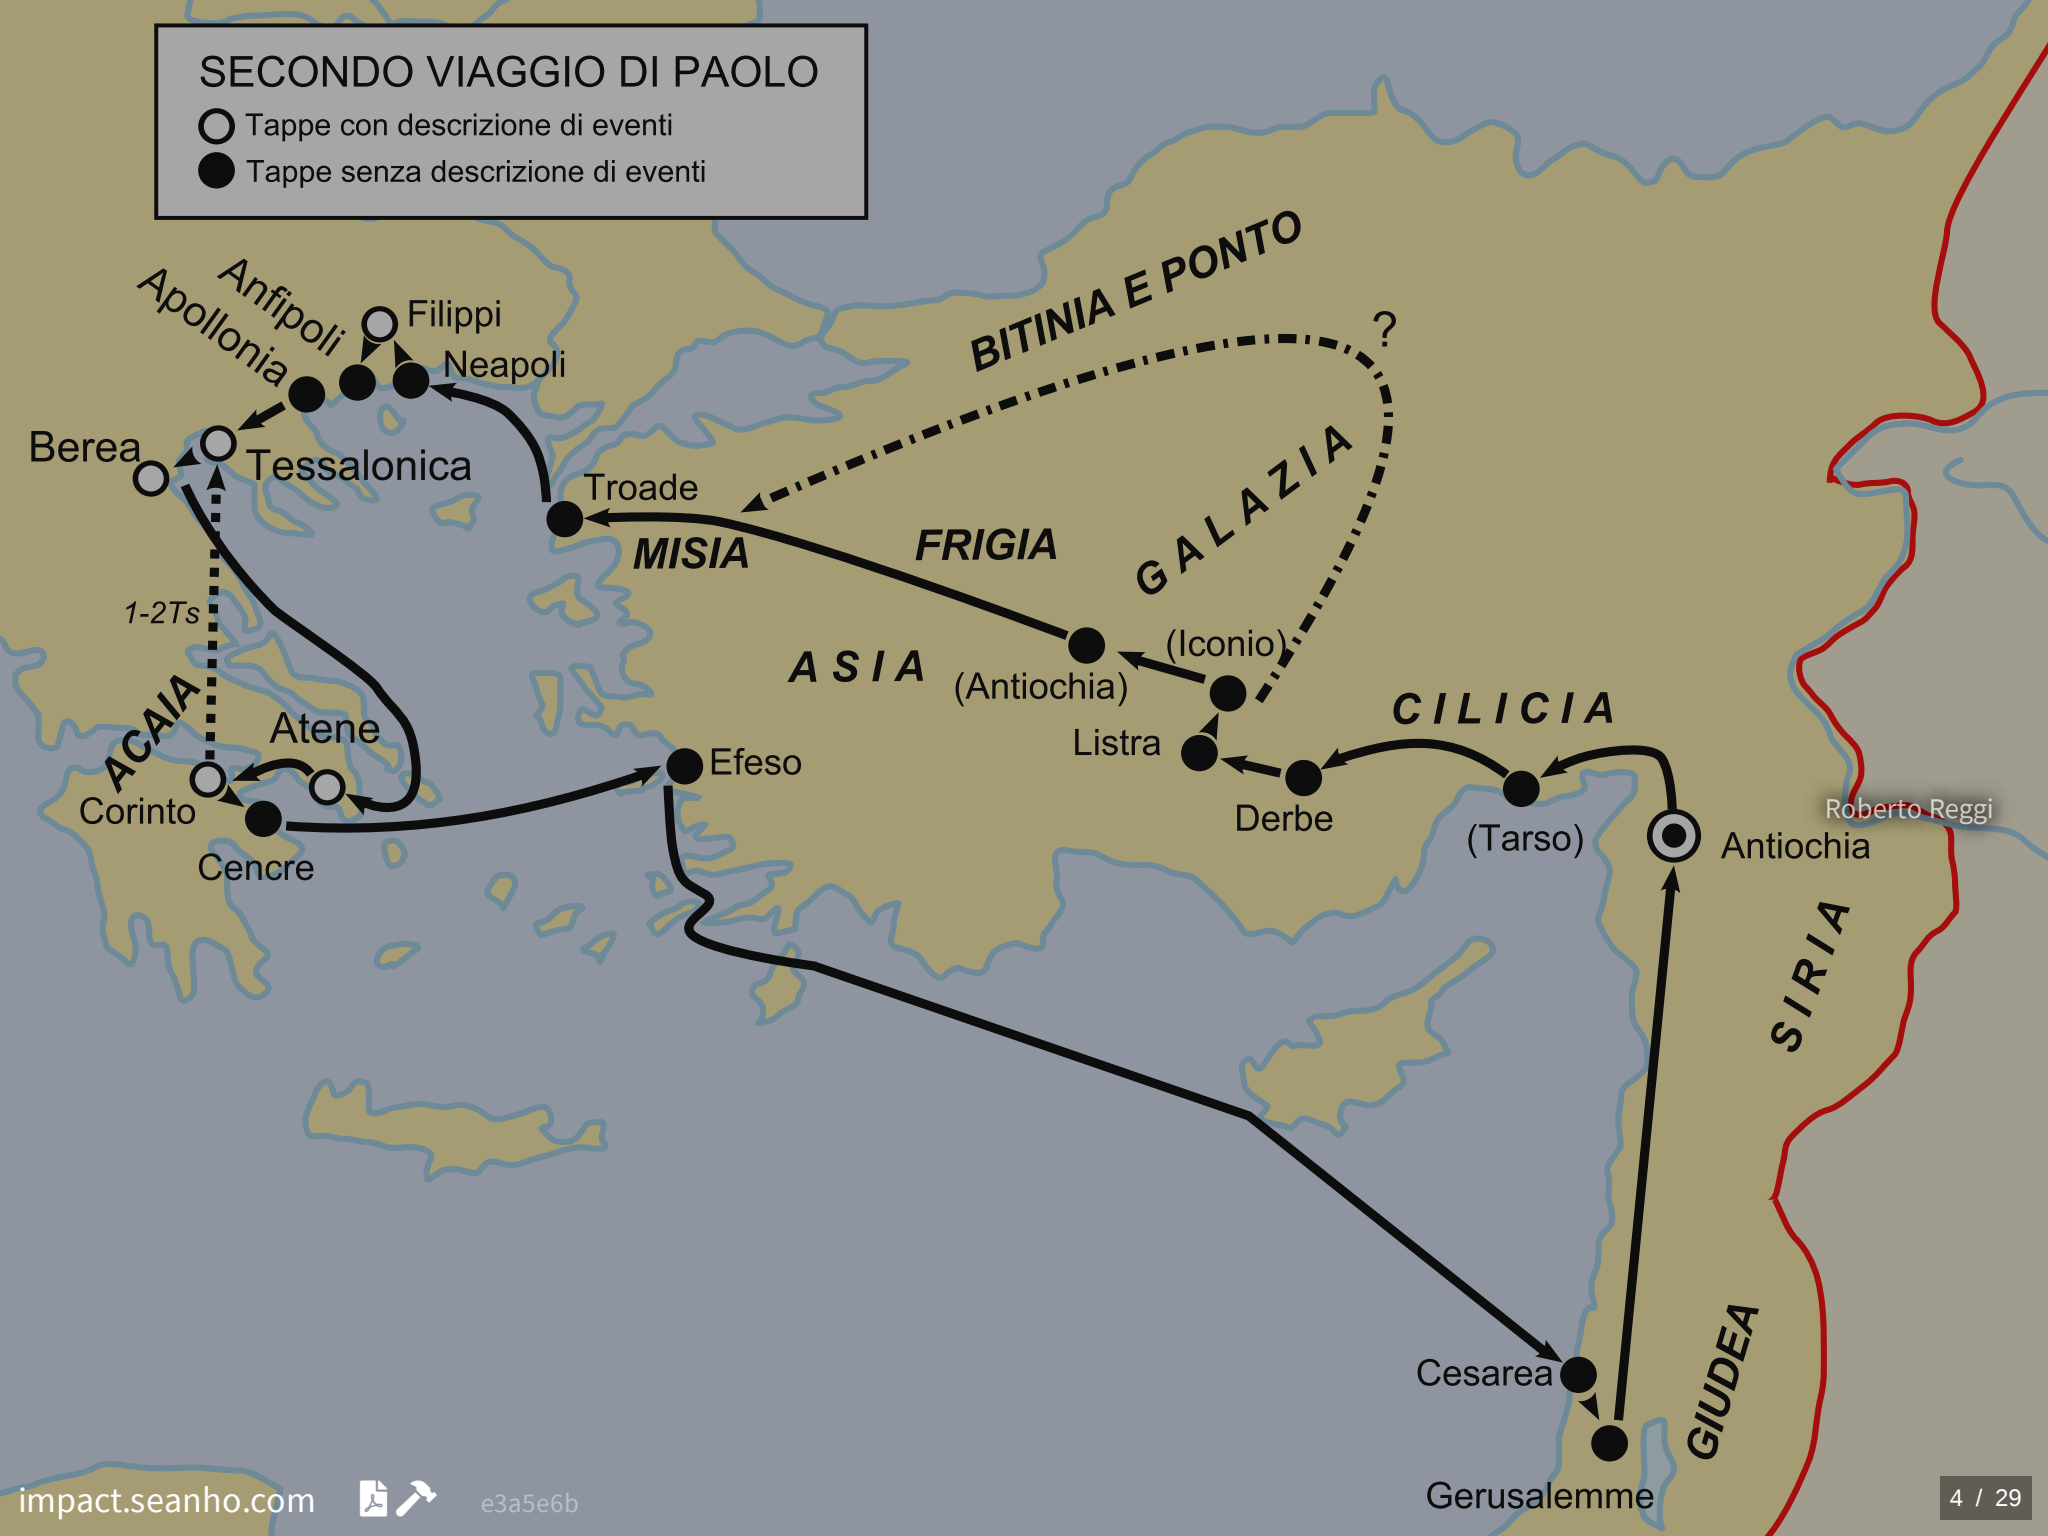 SECONDO VIAGGIO DI PAOLO
Tappe con descrizione di eventi
Tappe senza descrizione di eventi
BITINIA E PONTO
Anfipoli
Apollonia
Filippi
?
Neapoli
Berea
Tessalonica
GALAZIA
Troade
MISIA
FRIGIA
1-2Ts
(Iconio)
ASIA
(Antiochia)
CILICIA
ACAIA
Atene
Listra
Efeso
Corinto
Derbe
(Tarso)
Roberto Reggi
Antiochia
Cencre
SIRIA
Cesarea
GIUDEA
Gerusalemme
impact.seanho.com
e3a5e6b
4 / 29